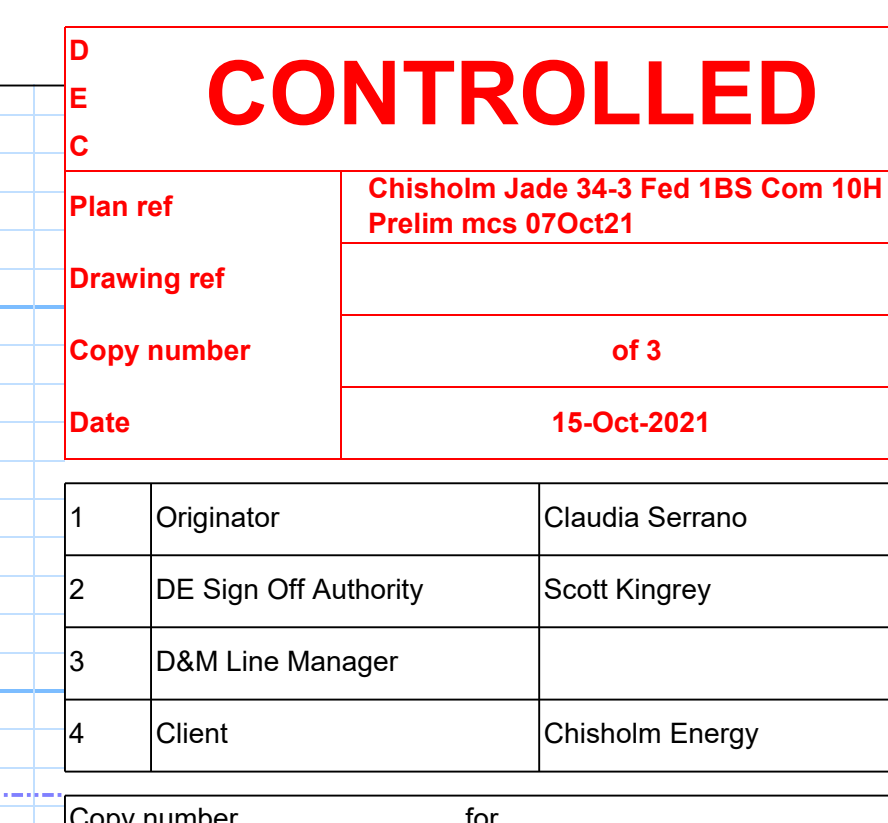 D
E
C
CONTROLLED
Plan ref
Chisholm Jade 34-3 Fed 1BS Com 10H
Prelim mcs 07Oct21
Drawing ref
Copy number of 3
Date 15-Oct-2021
1 Originator Claudia Serrano
2 DE Sign Off Authority Scott Kingrey
3 D&M Line Manager
4 Client Chisholm Energy
Copy number for